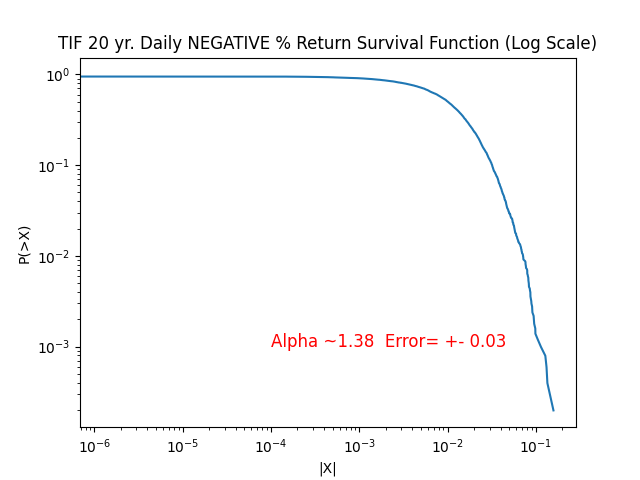 TIF 20 yr. Daily NEGATIVE % Return Survival Function (Log Scale)
P(>X)
10⁰
10⁻¹
10⁻²
10⁻³
Alpha ~1.38  Error= +- 0.03
10⁻⁶ 10⁻⁵ 10⁻⁴ 10⁻³ 10⁻² 10⁻¹
|X|